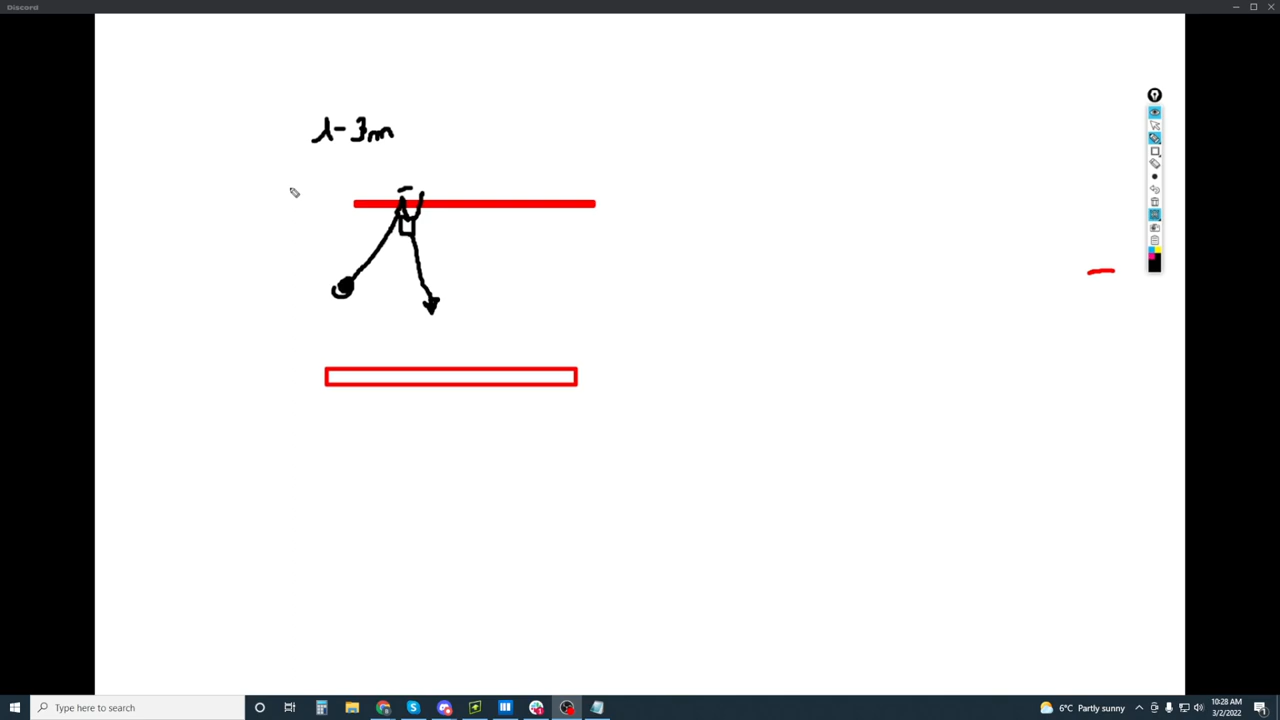 Discord
λ- 3m
Type here to search
6°C Partly sunny
10:28 AM
3/2/2022